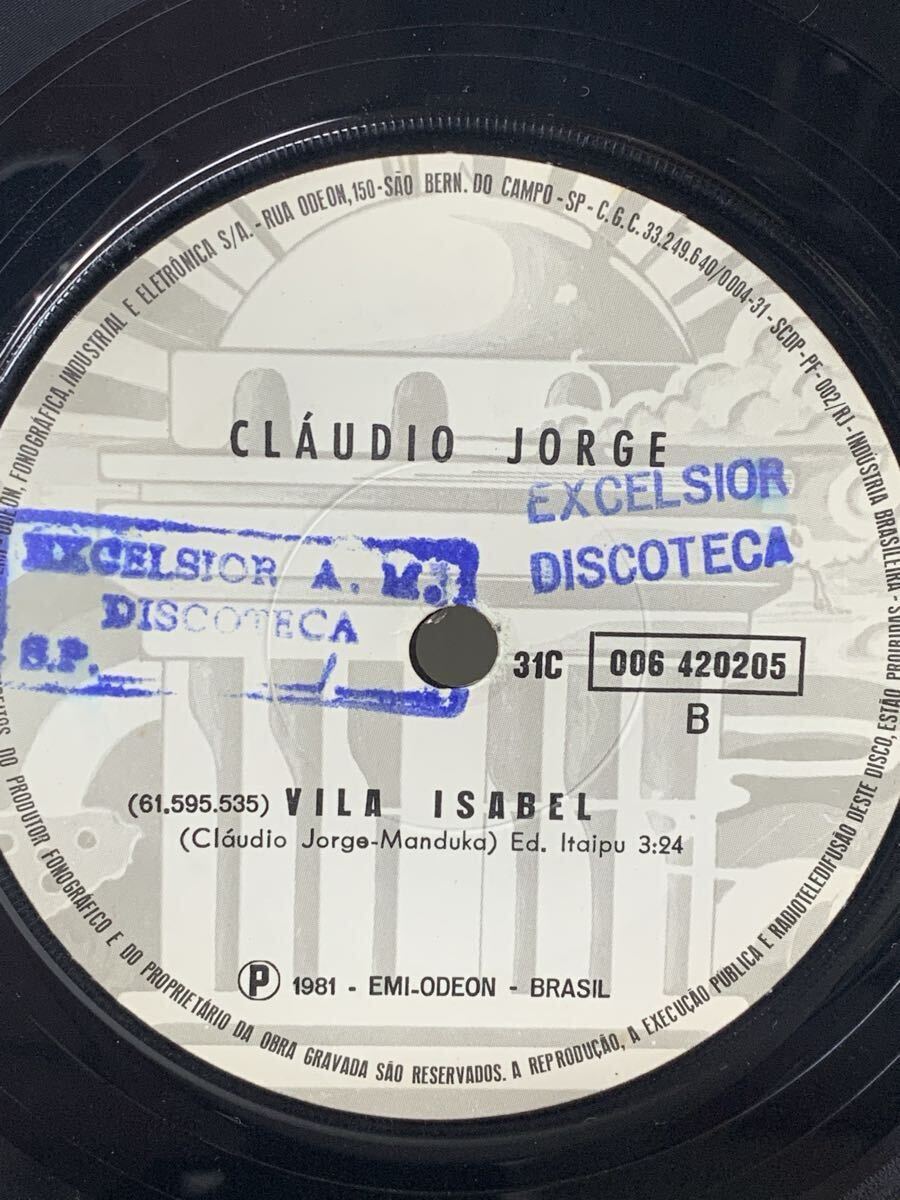 ODEON, FONOGRÁFICA, INDUSTRIAL E ELETRÔNICA S/A. - RUA ODEON, 150 - SÃO BERN. DO CAMPO - SP - C.G.C. 33.249.640/0004-31 - SCDP - PF - 002/RJ - INDÚSTRIA BRASILEIRA -
CLÁUDIO JORGE
EXCELSIOR
DISCOTECA
EXCELSIOR A. M.
DISCOTECA
S.P.
31C 006 420205
B
(61.595.535) VILA ISABEL
(Cláudio Jorge-Manduka) Ed. Itaipu 3:24
Ⓟ 1981 - EMI-ODEON - BRASIL
DO PRODUTOR FONOGRÁFICO E DO PROPRIETÁRIO DA OBRA GRAVADA SÃO RESERVADOS. A REPRODUÇÃO, A EXECUÇÃO PÚBLICA E RADIOTELEDIFUSÃO DESTE DISCO, ESTÃO PROIBIDAS